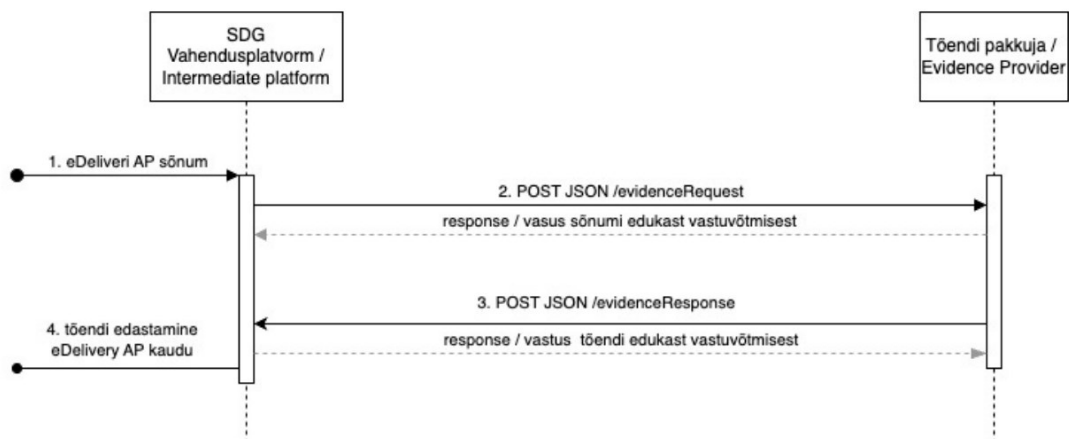 SDG
Vahendusplatvorm /
Intermediate platform
Tõendi pakkuja /
Evidence Provider
1. eDeliveri AP sõnum
2. POST JSON /evidenceRequest
response / vasus sõnumi edukast vastuvõtmisest
3. POST JSON /evidenceResponse
4. tõendi edastamine
eDelivery AP kaudu
response / vastus tõendi edukast vastuvõtmisest